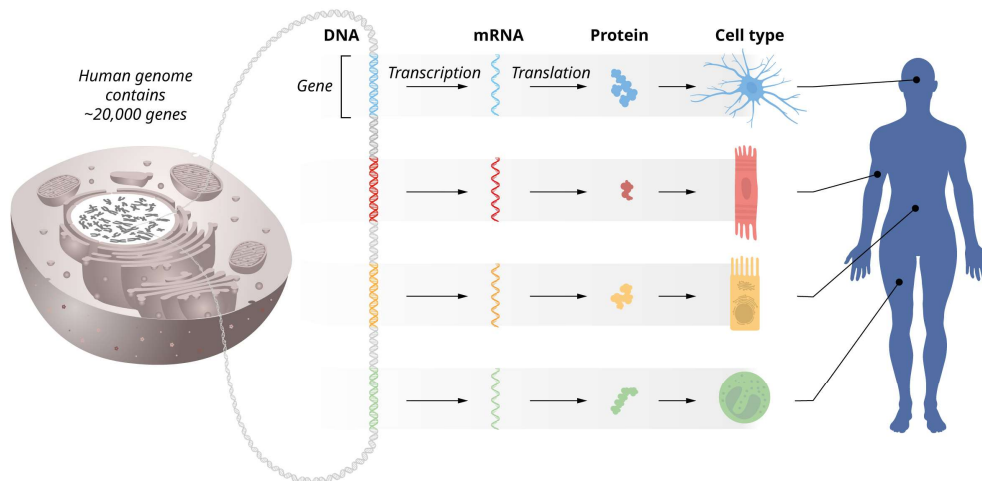 DNA
mRNA
Protein
Cell type
Human genome
contains
~20,000 genes
Gene
Transcription
Translation